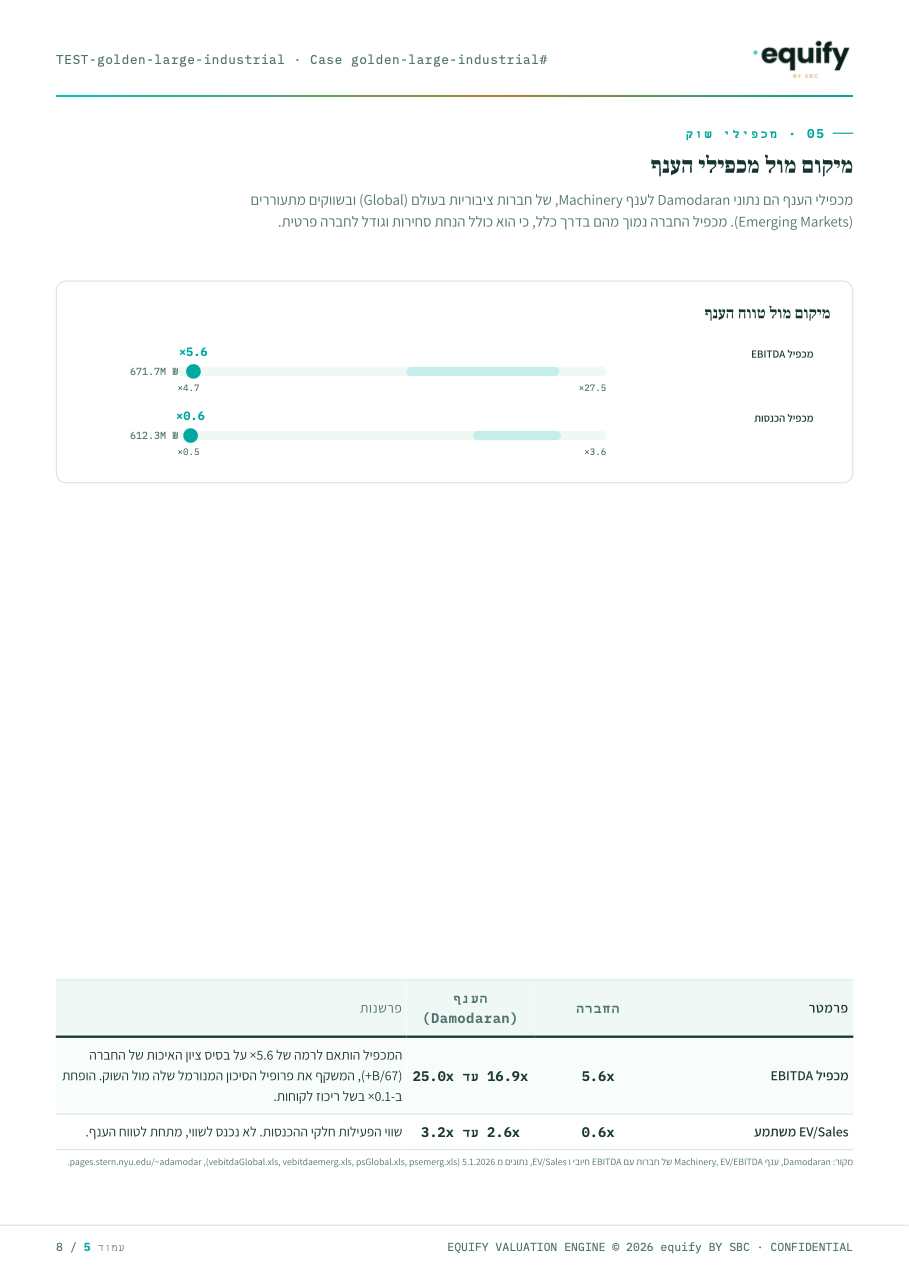 TEST-golden-large-industrial · Case golden-large-industrial#
equify
BY SBC
05 · מכפילי שוק
מיקום מול מכפילי הענף
מכפילי הענף הם נתוני Damodaran לענף Machinery, של חברות ציבוריות בעולם (Global) ובשווקים מתעוררים
(Emerging Markets). מכפיל החברה נמוך מהם בדרך כלל, כי הוא כולל הנחת סחירות וגודל לחברה פרטית.
מיקום מול טווח הענף
מכפיל EBITDA
×5.6
671.7M ₪
×4.7
×27.5
מכפיל הכנסות
×0.6
612.3M ₪
×0.5
×3.6
פרמטר
החברה
הענף
(Damodaran)
פרשנות
מכפיל EBITDA
5.6x
16.9x עד 25.0x
המכפיל הותאם לרמה של 5.6× על בסיס ציון האיכות של החברה
(67/B+), המשקף את פרופיל הסיכון המנורמל שלה מול השוק. הופחת
ב-0.1× בשל ריכוז לקוחות.
EV/Sales משתמע
0.6x
2.6x עד 3.2x
שווי הפעילות חלקי ההכנסות. לא נכנס לשווי, מתחת לטווח הענף.
מקור: Damodaran, ענף Machinery, EV/EBITDA של חברות עם EBITDA חיובי ו EV/Sales, נתונים מ 5.1.2026 (vebitdaGlobal.xls, vebitdaemerg.xls, psGlobal.xls, psemerg.xls), pages.stern.nyu.edu/~adamodar.
עמוד 5 / 8
EQUIFY VALUATION ENGINE © 2026 equify BY SBC · CONFIDENTIAL